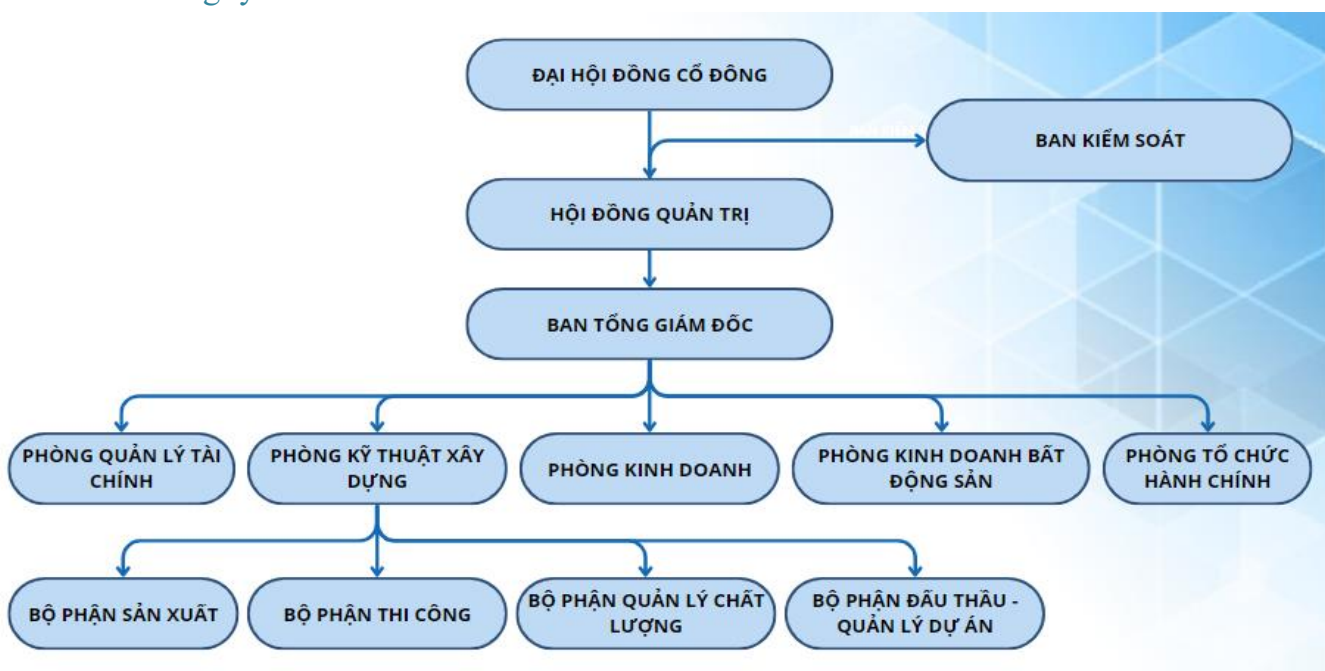 ĐẠI HỘI ĐỒNG CỔ ĐÔNG
BAN KIỂM SOÁT
HỘI ĐỒNG QUẢN TRỊ
BAN TỔNG GIÁM ĐỐC
PHÒNG QUẢN LÝ TÀI
CHÍNH
PHÒNG KỸ THUẬT XÂY
DỰNG
PHÒNG KINH DOANH
PHÒNG KINH DOANH BẤT
ĐỘNG SẢN
PHÒNG TỔ CHỨC
HÀNH CHÍNH
BỘ PHẬN SẢN XUẤT
BỘ PHẬN THI CÔNG
BỘ PHẬN QUẢN LÝ CHẤT
LƯỢNG
BỘ PHẬN ĐẤU THẦU -
QUẢN LÝ DỰ ÁN